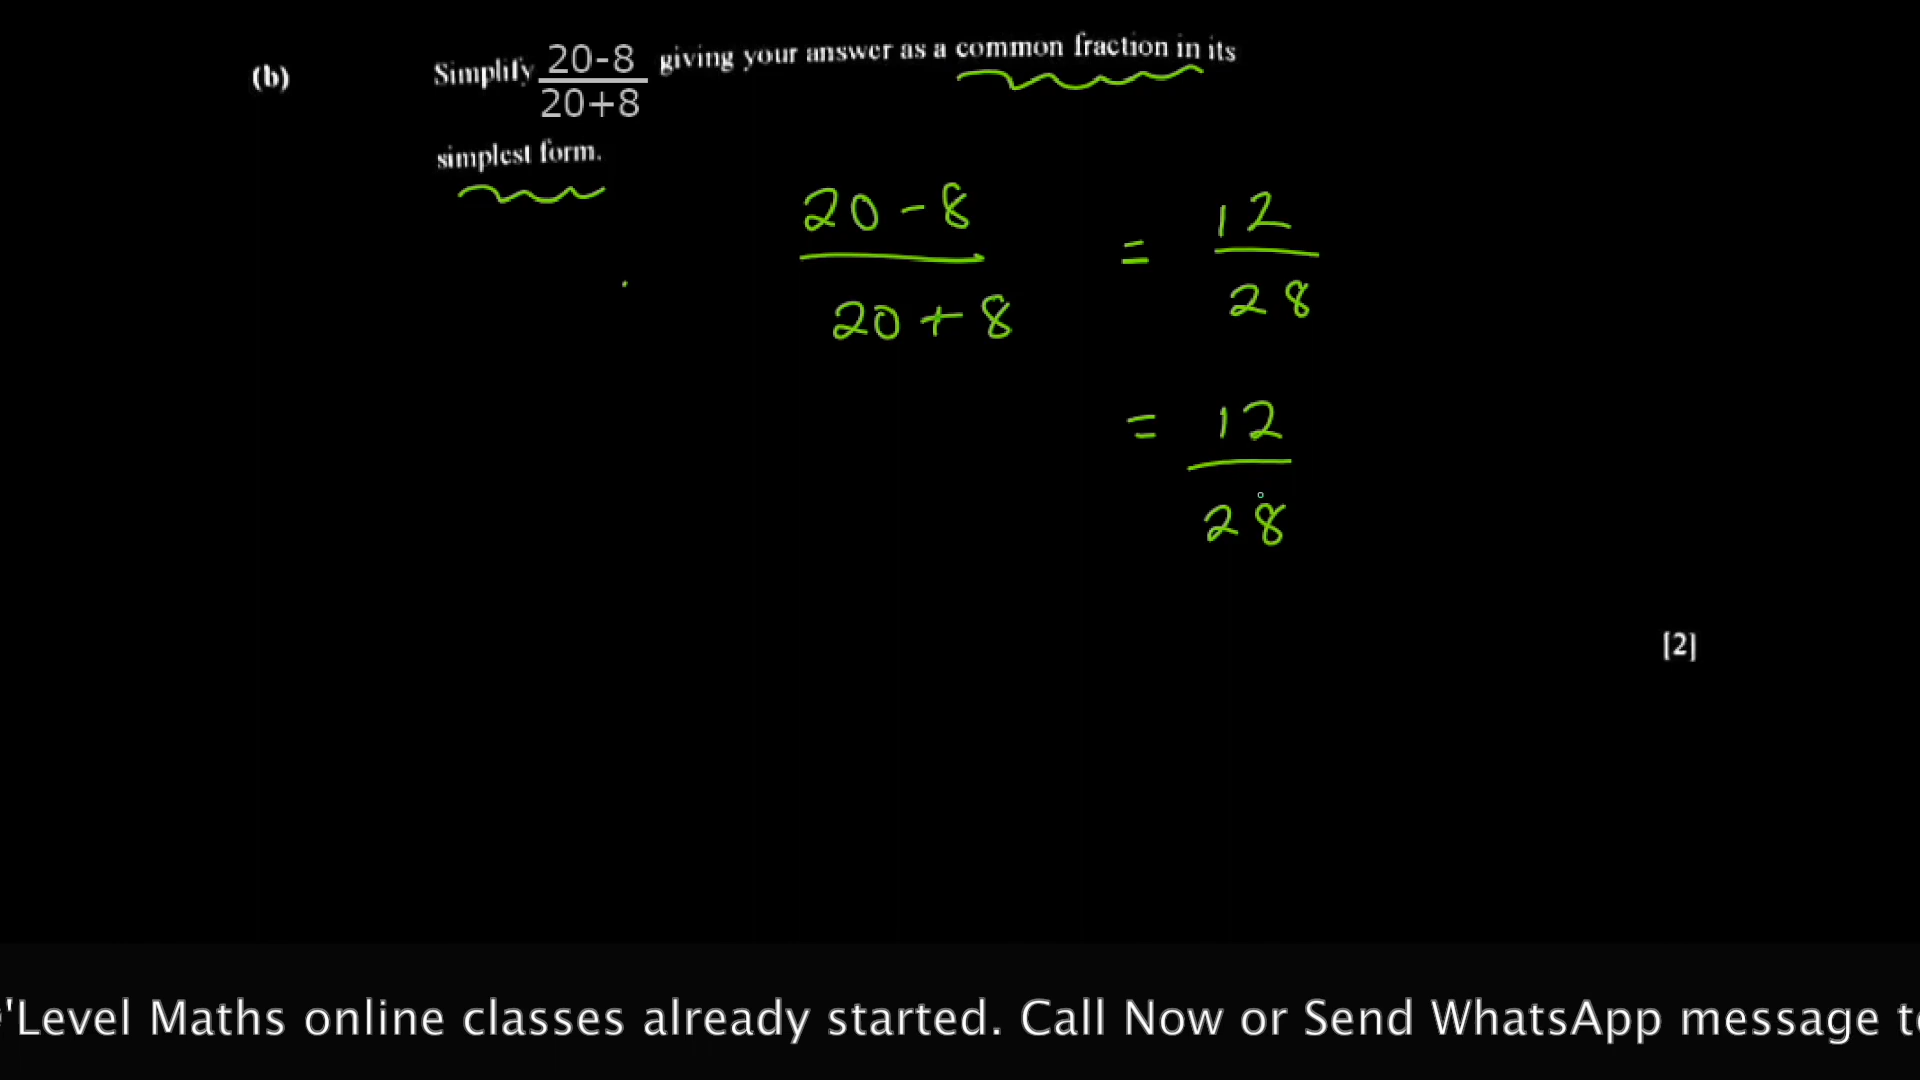 (b) Simplify 20-8 giving your answer as a common fraction in its
20+8
simplest form.
20 - 8 = 12
20 + 8 28
= 12
28
[2]
'Level Maths online classes already started. Call Now or Send WhatsApp message